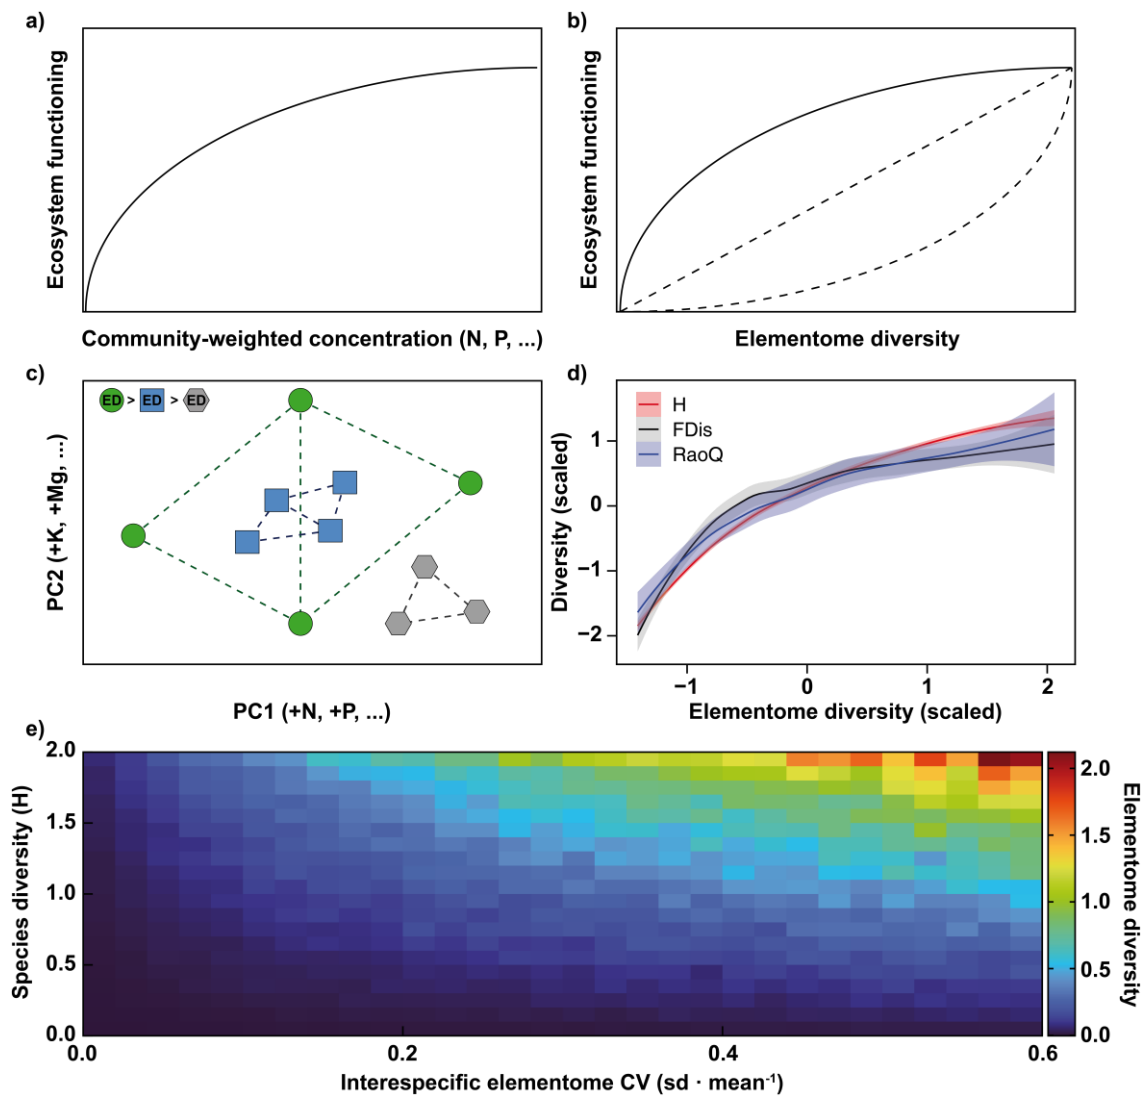 a)
Ecosystem functioning
Community-weighted concentration (N, P, ...)
b)
Ecosystem functioning
Elementome diversity
c)
ED > ED > ED
PC2 (+K, +Mg, ...)
PC1 (+N, +P, ...)
d)
H
FDis
RaoQ
Diversity (scaled)
1
0
−1
−2
−1 0 1 2
Elementome diversity (scaled)
e)
Species diversity (H)
2.0
1.5
1.0
0.5
0.0
0.0 0.2 0.4 0.6
Interespecific elementome CV (sd · mean⁻¹)
2.0
1.5
1.0
0.5
0.0
Elementome diversity